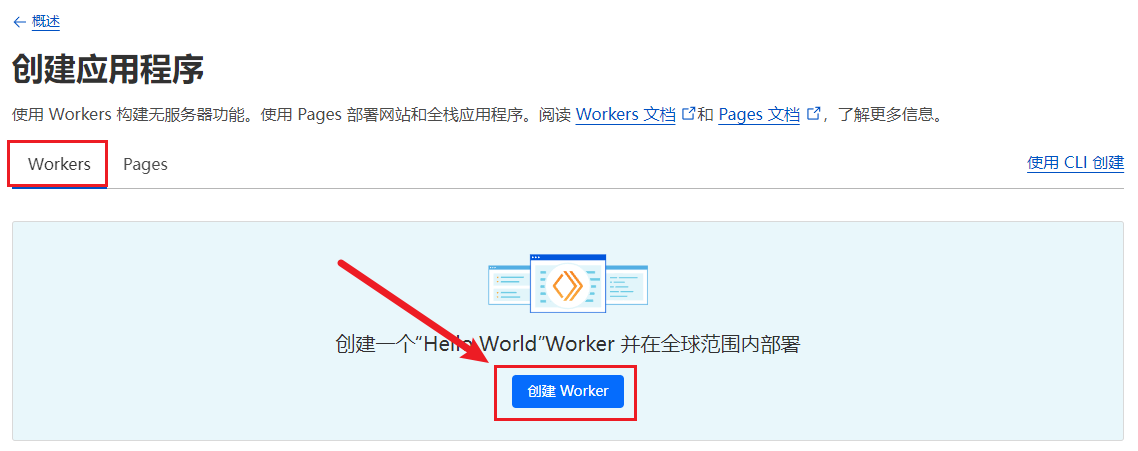 ← 概述
创建应用程序
使用 Workers 构建无服务器功能。使用 Pages 部署网站和全栈应用程序。阅读 Workers 文档 和 Pages 文档 ，了解更多信息。
Workers Pages 使用 CLI 创建
创建一个“Hello World”Worker 并在全球范围内部署
创建 Worker